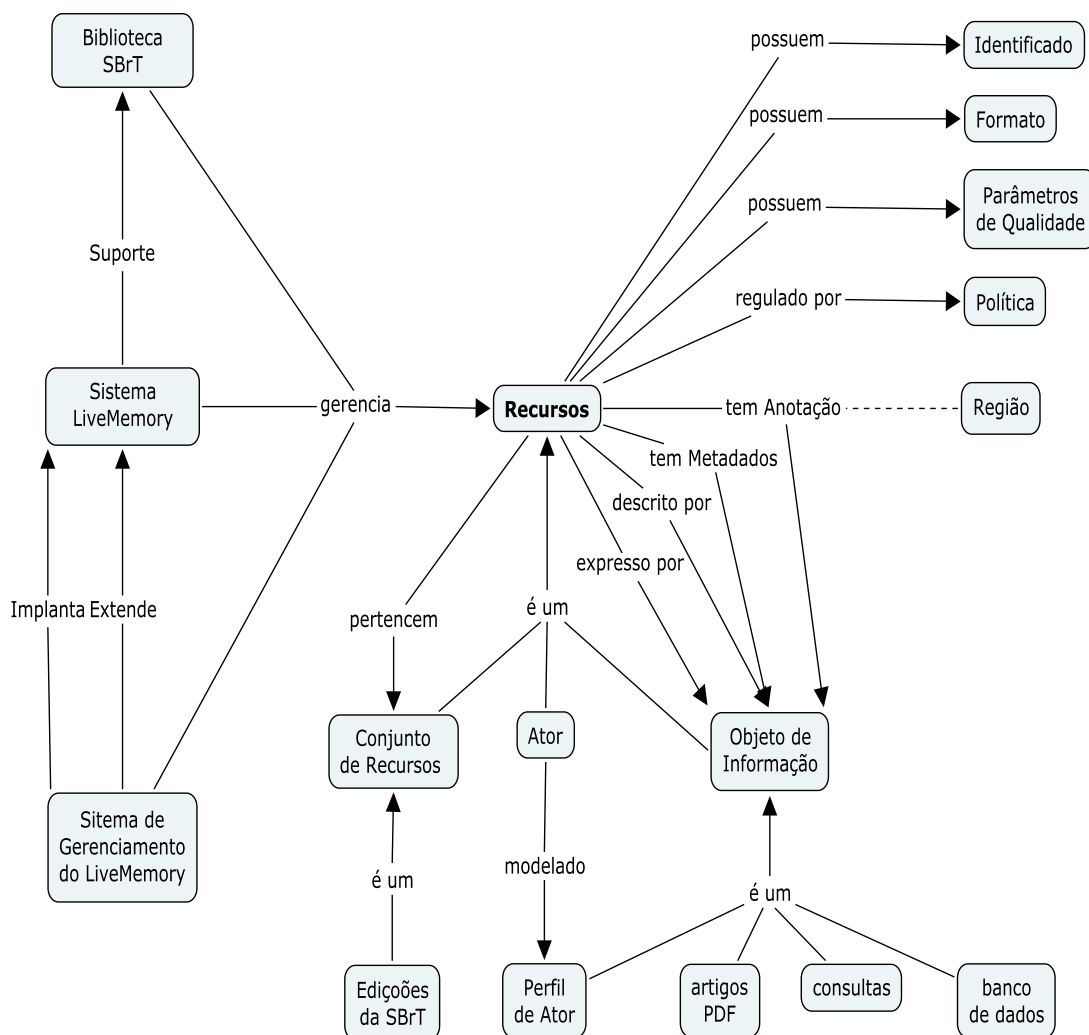 Biblioteca
SBrT
possuem
Identificado
possuem
Formato
possuem
Parâmetros
de Qualidade
Suporte
regulado por
Política
Sistema
LiveMemory
gerencia
Recursos
tem Anotação
Região
tem Metadados
descrito por
expresso por
Implanta
Extende
é um
pertencem
Conjunto
de Recursos
Ator
Objeto de
Informação
Sitema de
Gerenciamento
do LiveMemory
modelado
é um
é um
Edições
da SBrT
Perfil
de Ator
artigos
PDF
consultas
banco
de dados